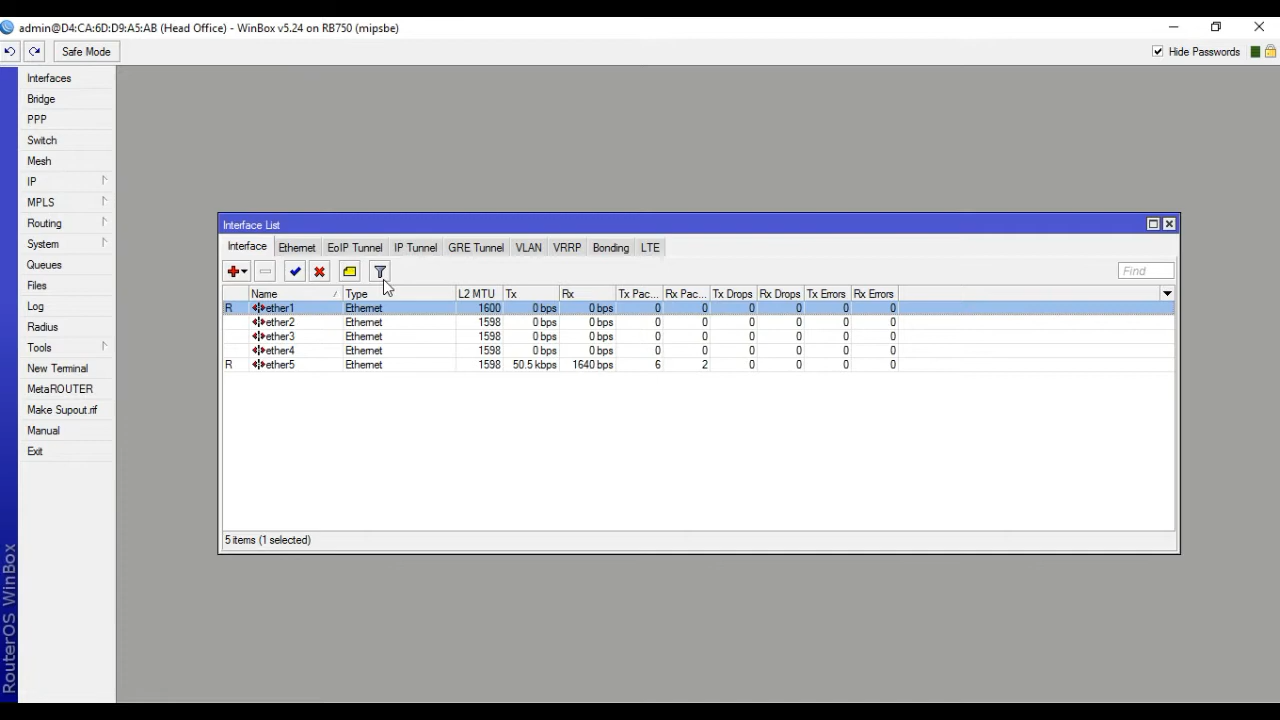 admin@D4:CA:6D:D9:A5:AB (Head Office) - WinBox v5.24 on RB750 (mipsbe)
Safe Mode
Hide Passwords
Interfaces
Bridge
PPP
Switch
Mesh
IP
MPLS
Routing
System
Queues
Files
Log
Radius
Tools
New Terminal
MetaROUTER
Make Supout.rif
Manual
Exit
RouterOS WinBox
Interface List
Interface Ethernet EoIP Tunnel IP Tunnel GRE Tunnel VLAN VRRP Bonding LTE
Find
Name Type L2 MTU Tx Rx Tx Pac... Rx Pac... Tx Drops Rx Drops Tx Errors Rx Errors
R ether1 Ethernet 1600 0 bps 0 bps 0 0 0 0 0 0
ether2 Ethernet 1598 0 bps 0 bps 0 0 0 0 0 0
ether3 Ethernet 1598 0 bps 0 bps 0 0 0 0 0 0
ether4 Ethernet 1598 0 bps 0 bps 0 0 0 0 0 0
R ether5 Ethernet 1598 50.5 kbps 1640 bps 6 2 0 0 0 0
5 items (1 selected)